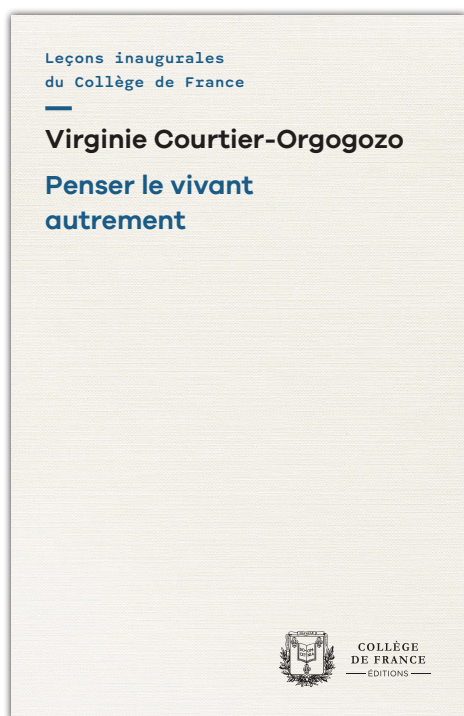 Leçons inaugurales
du Collège de France
Virginie Courtier-Orgogozo
Penser le vivant
autrement
COLLÈGE
DE FRANCE
ÉDITIONS